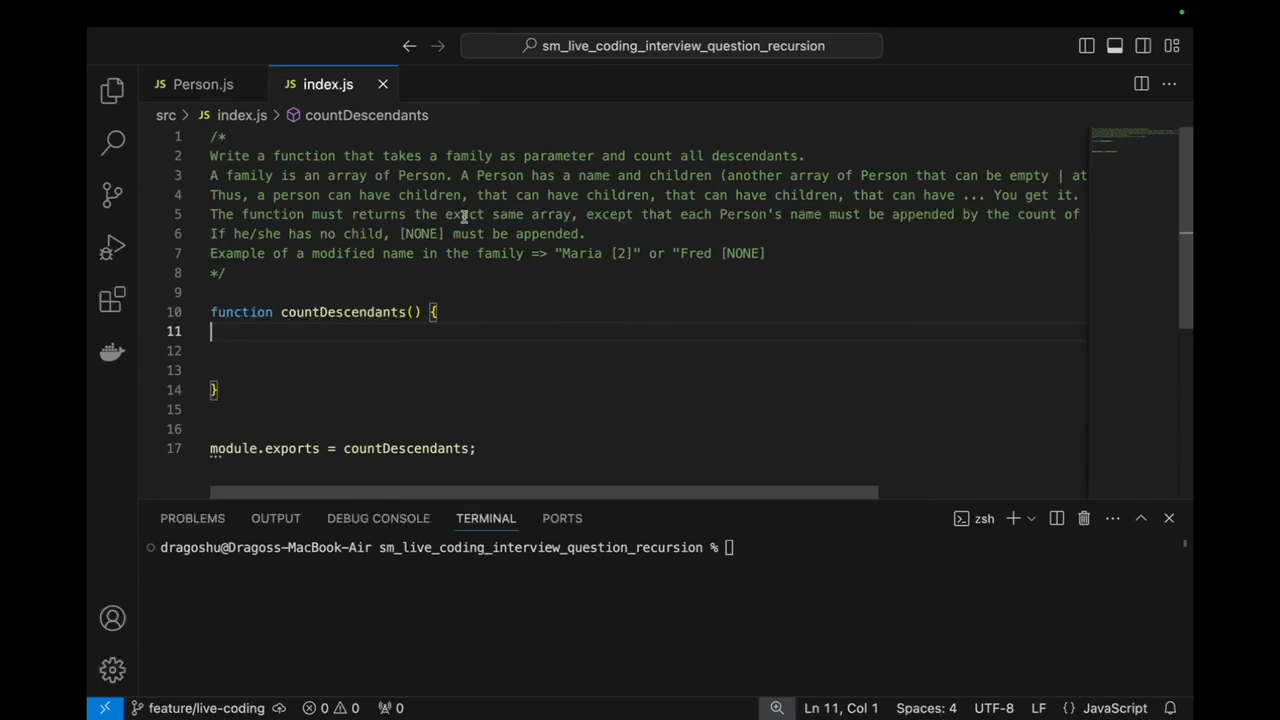 sm_live_coding_interview_question_recursion
JS Person.js
JS index.js
src > JS index.js > countDescendants
1 /*
2 Write a function that takes a family as parameter and count all descendants.
3 A family is an array of Person. A Person has a name and children (another array of Person that can be empty | at
4 Thus, a person can have children, that can have children, that can have children, that can have ... You get it.
5 The function must returns the exact same array, except that each Person's name must be appended by the count of
6 If he/she has no child, [NONE] must be appended.
7 Example of a modified name in the family => "Maria [2]" or "Fred [NONE]
8 */
9
10 function countDescendants() {
11
12
13
14 }
15
16
17 module.exports = countDescendants;
PROBLEMS OUTPUT DEBUG CONSOLE TERMINAL PORTS
zsh
dragoshu@Dragoss-MacBook-Air sm_live_coding_interview_question_recursion %
feature/live-coding 0 0 0 Ln 11, Col 1 Spaces: 4 UTF-8 LF {} JavaScript